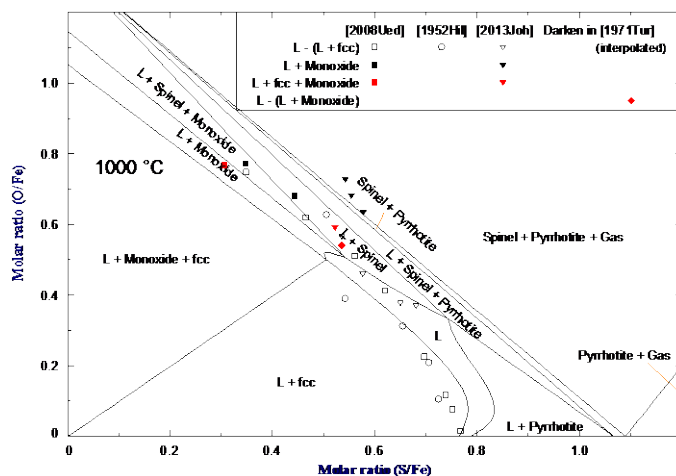 [2008Ued] [1952Hil] [2013Joh] Darken in [1971Tur]
L - (L + fcc) (interpolated)
L + Monoxide
L + fcc + Monoxide
L - (L + Monoxide)
1.2
1.0
0.8
0.6
0.4
0.2
0
Molar ratio (O/Fe)
L + Spinel + Monoxide
L + Monoxide
1000 °C
Spinel + Pyrrhotite
Spinel + Pyrrhotite + Gas
L + Spinel
L + Spinel + Pyrrhotite
L + Monoxide + fcc
L
Pyrrhotite + Gas
L + fcc
L + Pyrrhotite
0 0.2 0.4 0.6 0.8 1.0
Molar ratio (S/Fe)